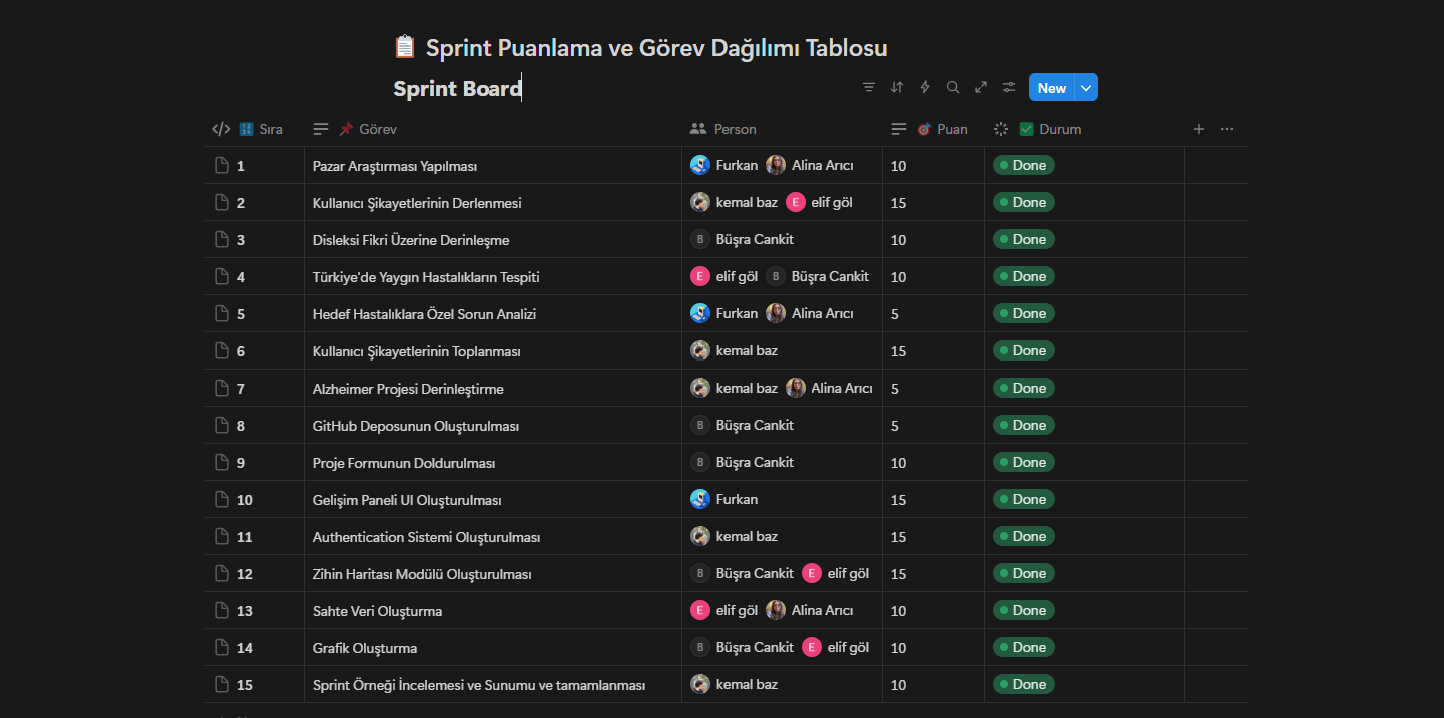 Sprint Puanlama ve Görev Dağılımı Tablosu
Sprint Board
New
Sıra Görev Person Puan Durum
1 Pazar Araştırması Yapılması Furkan Alina Arıcı 10 Done
2 Kullanıcı Şikayetlerinin Derlenmesi kemal baz E elif göl 15 Done
3 Disleksi Fikri Üzerine Derinleşme B Büşra Cankit 10 Done
4 Türkiye'de Yaygın Hastalıkların Tespiti E elif göl B Büşra Cankit 10 Done
5 Hedef Hastalıklara Özel Sorun Analizi Furkan Alina Arıcı 5 Done
6 Kullanıcı Şikayetlerinin Toplanması kemal baz 15 Done
7 Alzheimer Projesi Derinleştirme kemal baz Alina Arıcı 5 Done
8 GitHub Deposunun Oluşturulması B Büşra Cankit 5 Done
9 Proje Formunun Doldurulması B Büşra Cankit 10 Done
10 Gelişim Paneli UI Oluşturulması Furkan 15 Done
11 Authentication Sistemi Oluşturulması kemal baz 15 Done
12 Zihin Haritası Modülü Oluşturulması B Büşra Cankit E elif göl 15 Done
13 Sahte Veri Oluşturma E elif göl Alina Arıcı 10 Done
14 Grafik Oluşturma B Büşra Cankit E elif göl 10 Done
15 Sprint Örneği İncelemesi ve Sunumu ve tamamlanması kemal baz 10 Done